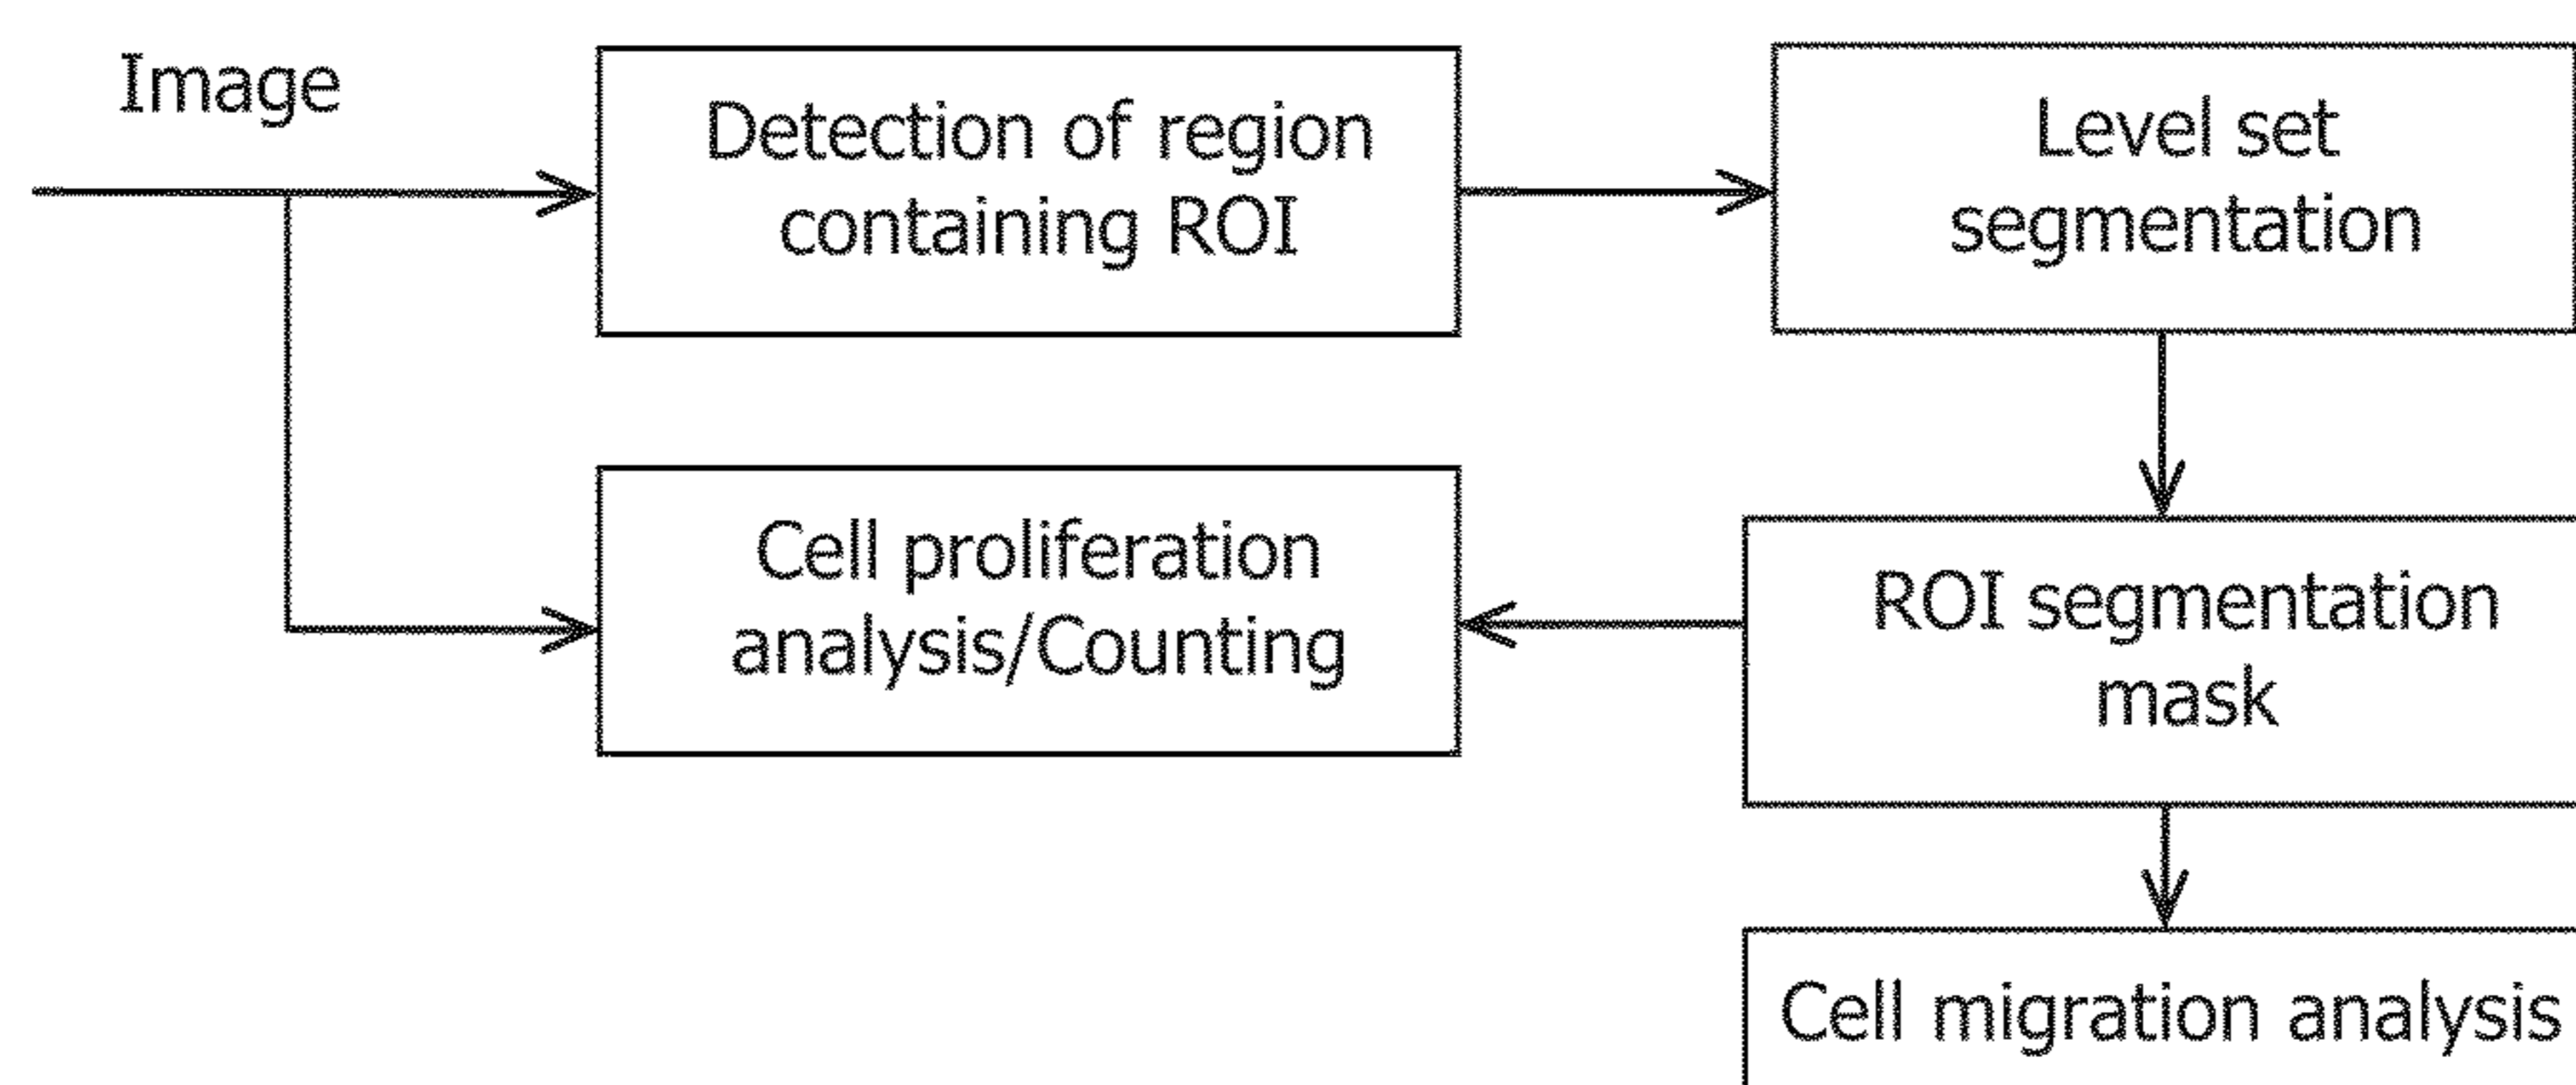 Image
Detection of region
containing ROI
Level set
segmentation
Cell proliferation
analysis/Counting
ROI segmentation
mask
Cell migration analysis